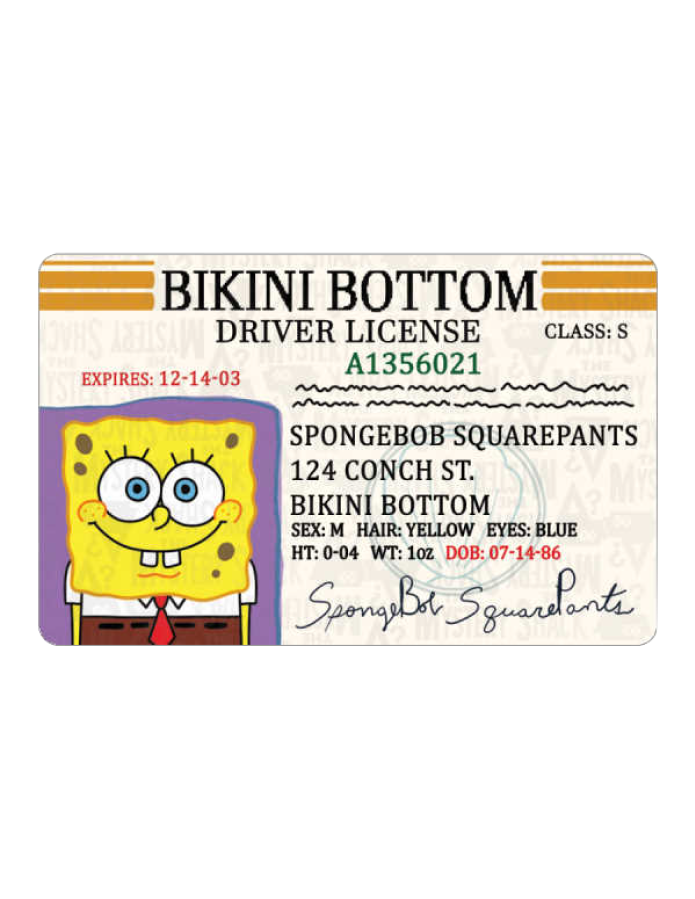 BIKINI BOTTOM
DRIVER LICENSE
CLASS: S
A1356021
EXPIRES: 12-14-03
SPONGEBOB SQUAREPANTS
124 CONCH ST.
BIKINI BOTTOM
SEX: M HAIR: YELLOW EYES: BLUE
HT: 0-04 WT: 1oz DOB: 07-14-86
SpongeBob SquarePants